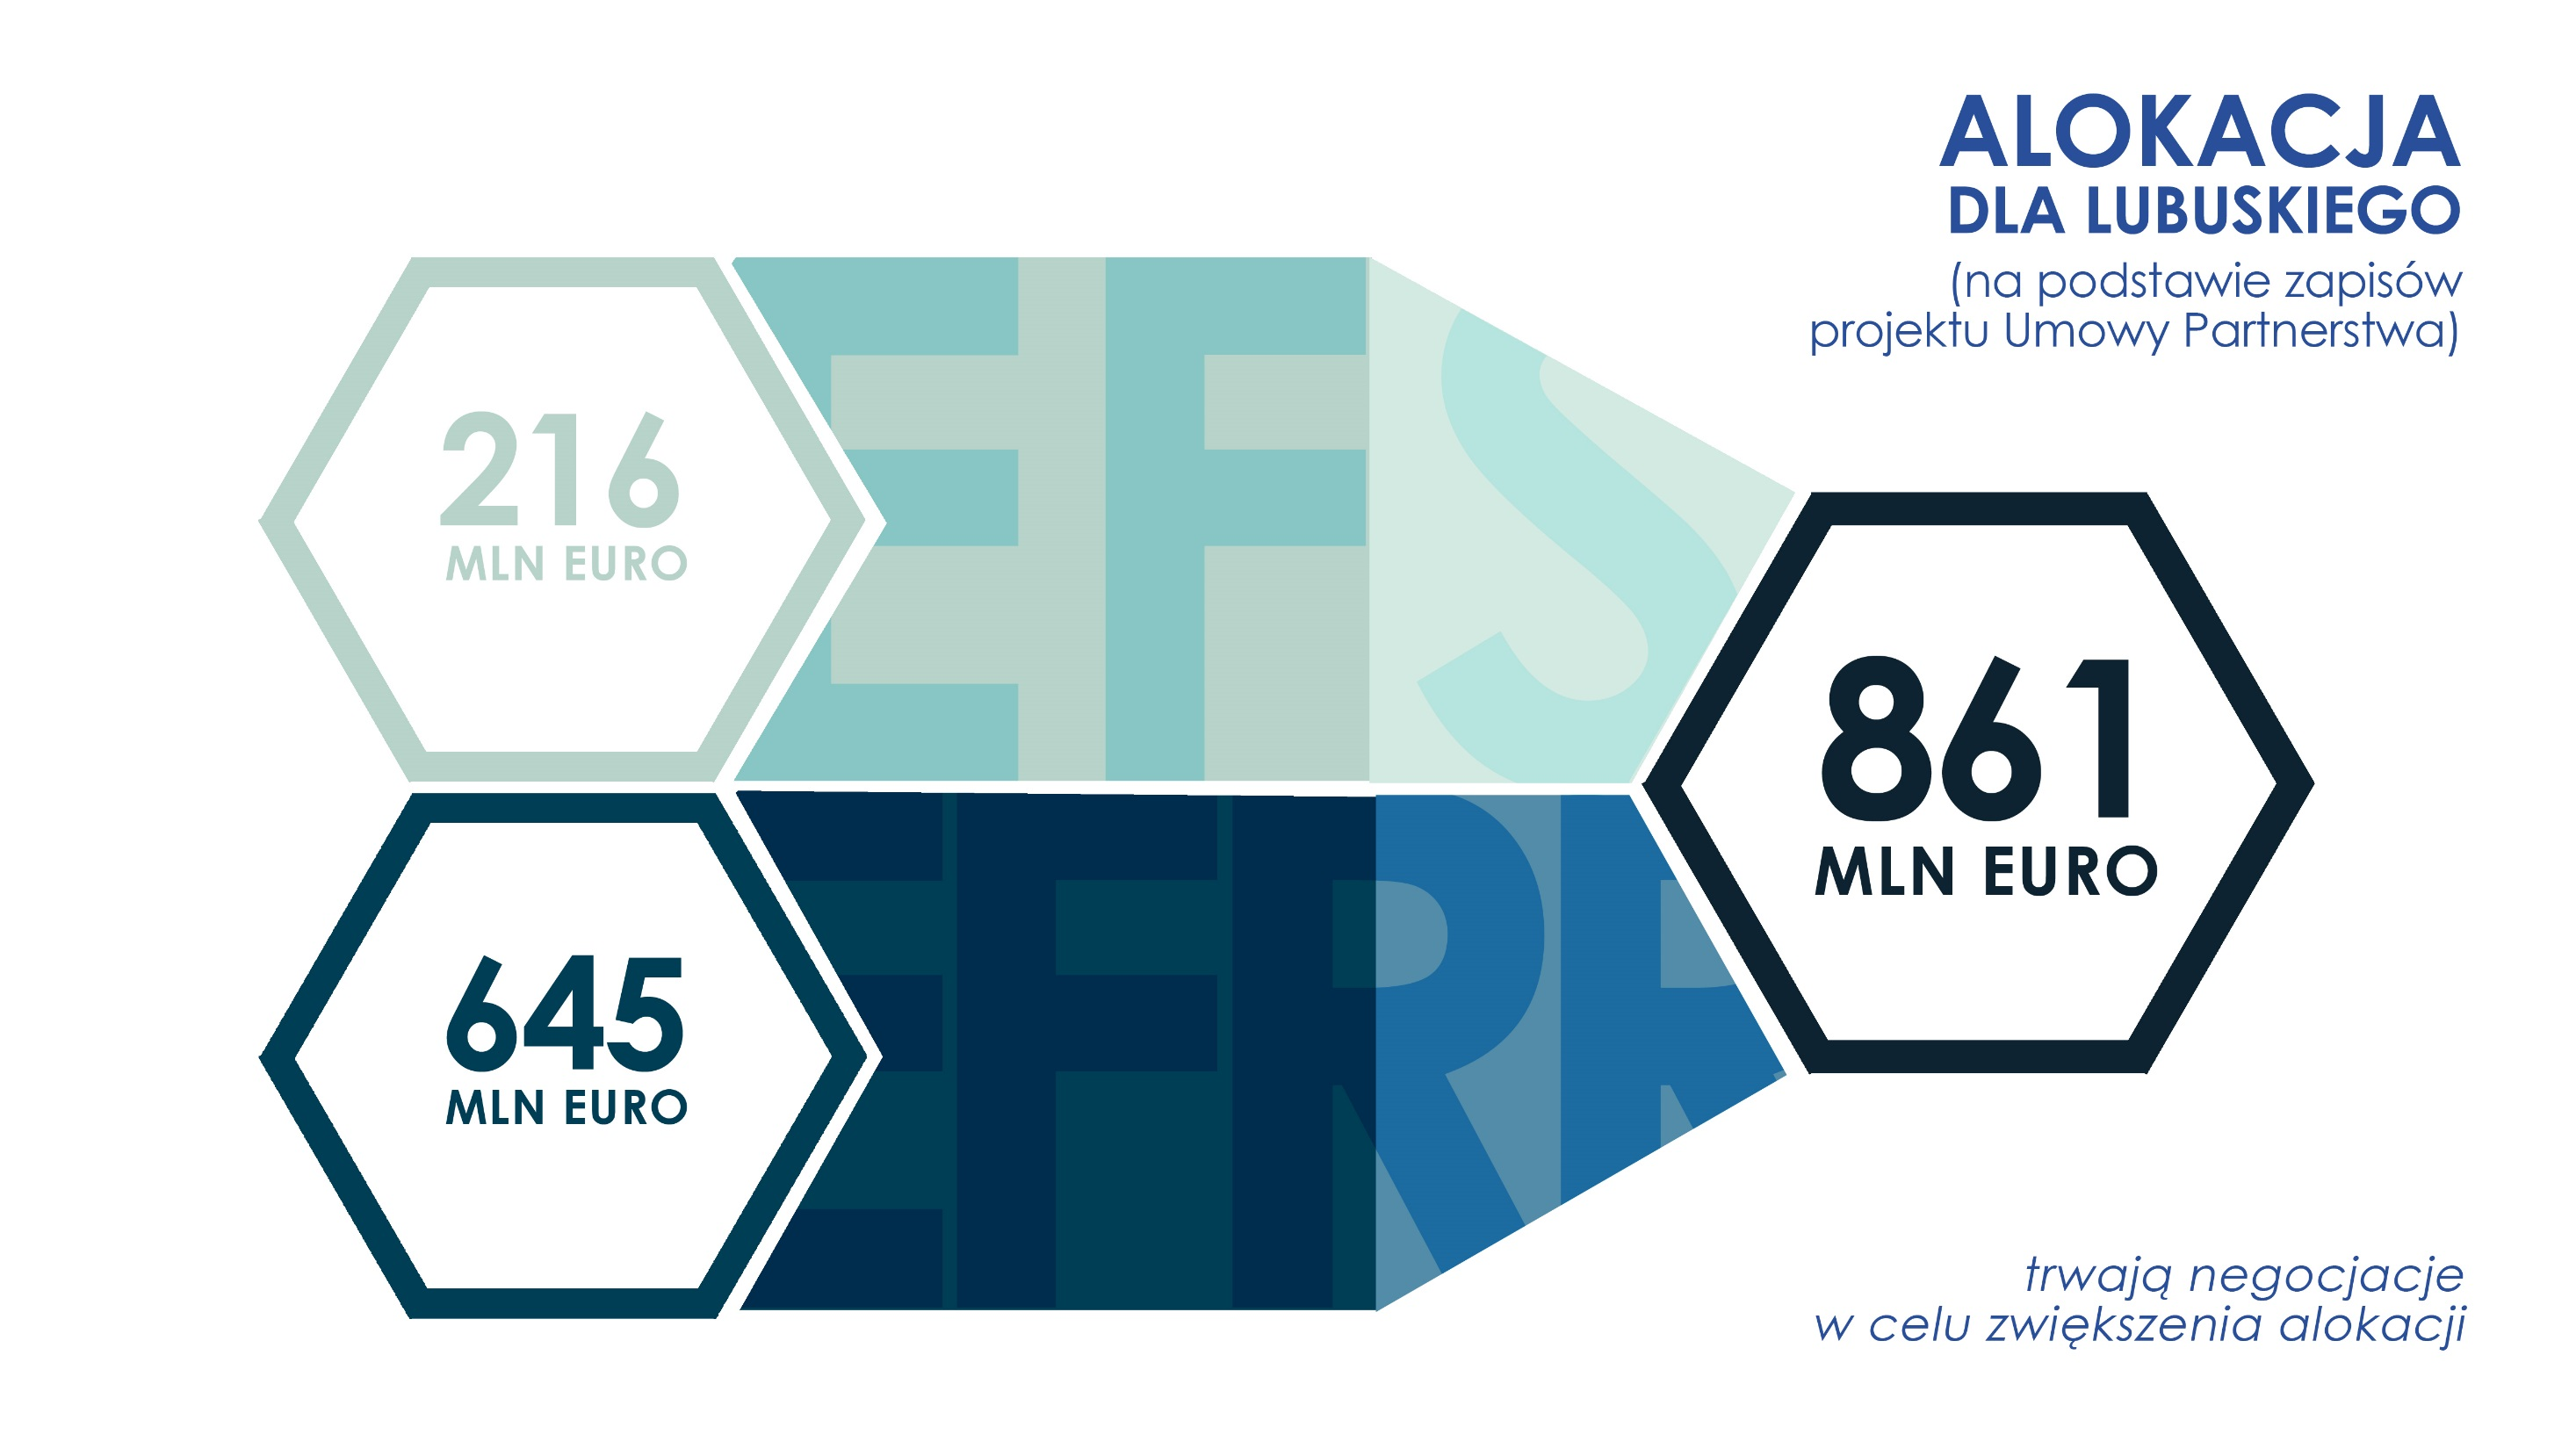 ALOKACJA
DLA LUBUSKIEGO
(na podstawie zapisów
projektu Umowy Partnerstwa)
216
MLN EURO
EFS
861
MLN EURO
645
MLN EURO
EFRR
trwają negocjacje
w celu zwiększenia alokacji